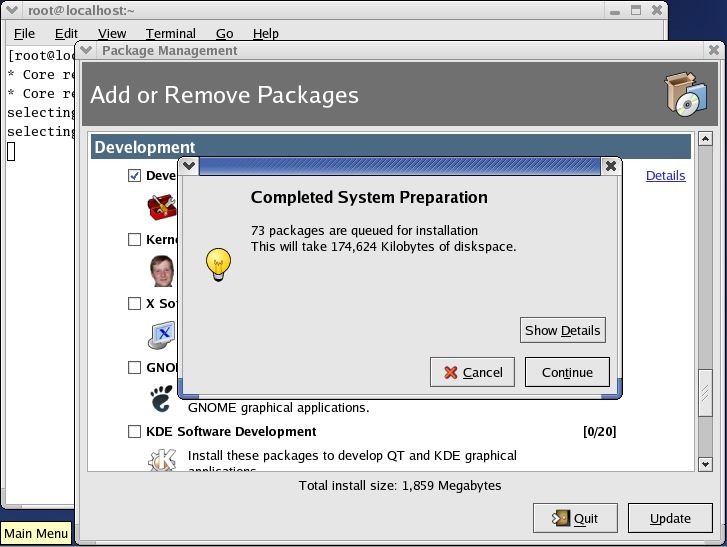 root@localhost:~
File Edit View Terminal Go Help
[root@lo
* Core re
* Core re
selecting
selecting
Package Management
Add or Remove Packages
Development
Deve
Details
Kern
X So
GNO
GNOME graphical applications.
KDE Software Development [0/20]
Install these packages to develop QT and KDE graphical
applications.
Total install size: 1,859 Megabytes
Quit Update
Completed System Preparation
73 packages are queued for installation
This will take 174,624 Kilobytes of diskspace.
Show Details
Cancel Continue
Main Menu